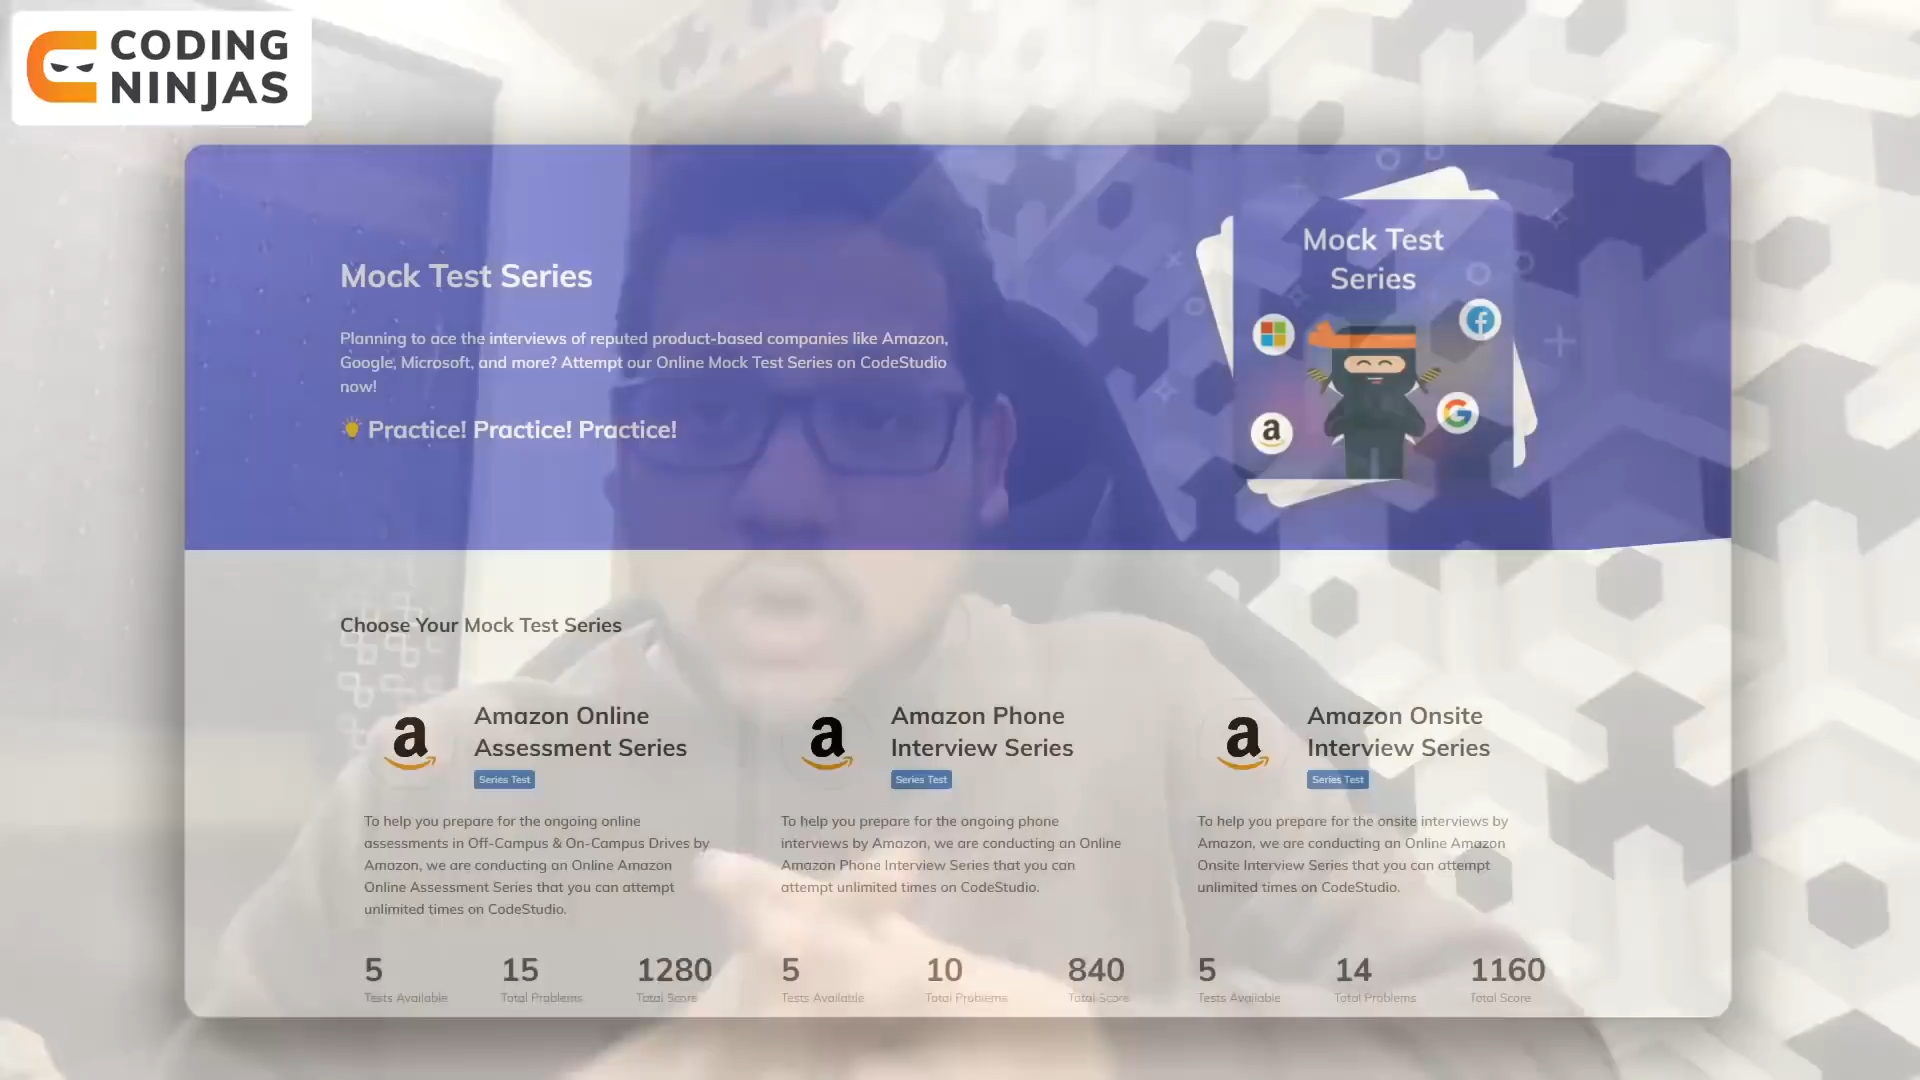 CODING
NINJAS
Mock Test Series
Planning to ace the interviews of reputed product-based companies like Amazon,
Google, Microsoft, and more? Attempt our Online Mock Test Series on CodeStudio
now!
Practice! Practice! Practice!
Mock Test
Series
a
Choose Your Mock Test Series
a
Amazon Online
Assessment Series
Series Test
To help you prepare for the ongoing online
assessments in Off-Campus & On-Campus Drives by
Amazon, we are conducting an Online Amazon
Online Assessment Series that you can attempt
unlimited times on CodeStudio.
5 15 1280
Tests Available Total Problems Total Score
a
Amazon Phone
Interview Series
Series Test
To help you prepare for the ongoing phone
interviews by Amazon, we are conducting an Online
Amazon Phone Interview Series that you can
attempt unlimited times on CodeStudio.
5 10 840
Tests Available Total Problems Total Score
a
Amazon Onsite
Interview Series
Series Test
To help you prepare for the onsite interviews by
Amazon, we are conducting an Online Amazon
Onsite Interview Series that you can attempt
unlimited times on CodeStudio.
5 14 1160
Tests Available Total Problems Total Score